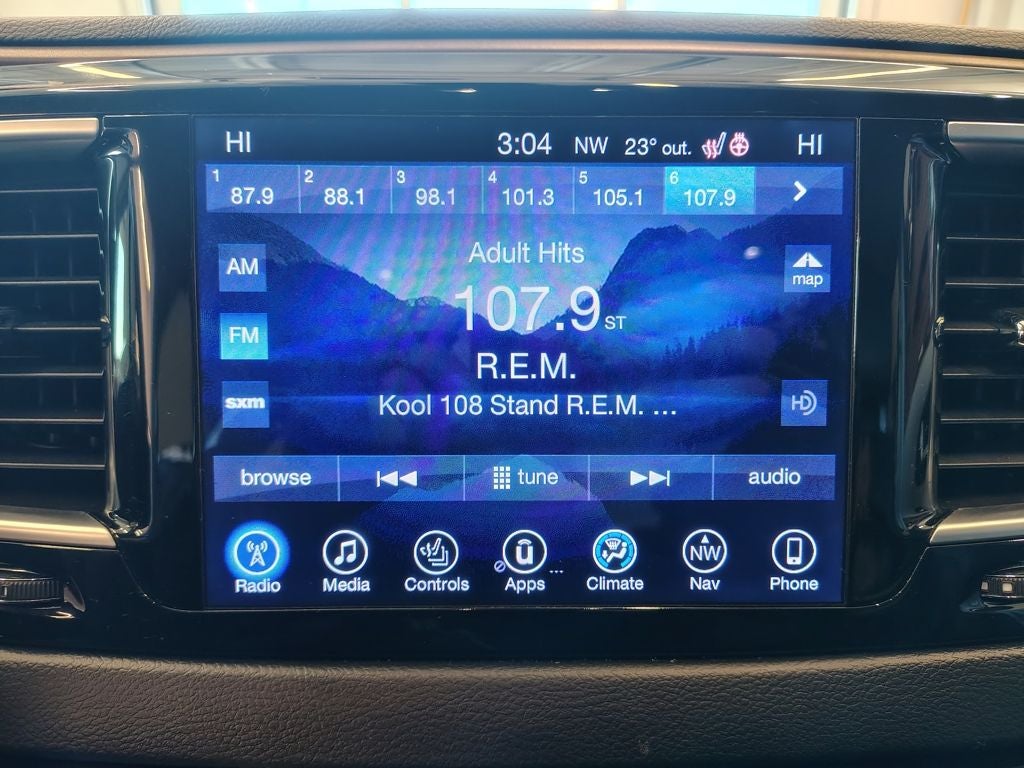 HI 3:04 NW 23° out. HI
1 87.9 2 88.1 3 98.1 4 101.3 5 105.1 6 107.9
Adult Hits
AM
map
107.9 ST
FM
R.E.M.
sxm
Kool 108 Stand R.E.M. ...
HD
browse tune audio
NW
Radio Media Controls Apps ... Climate Nav Phone